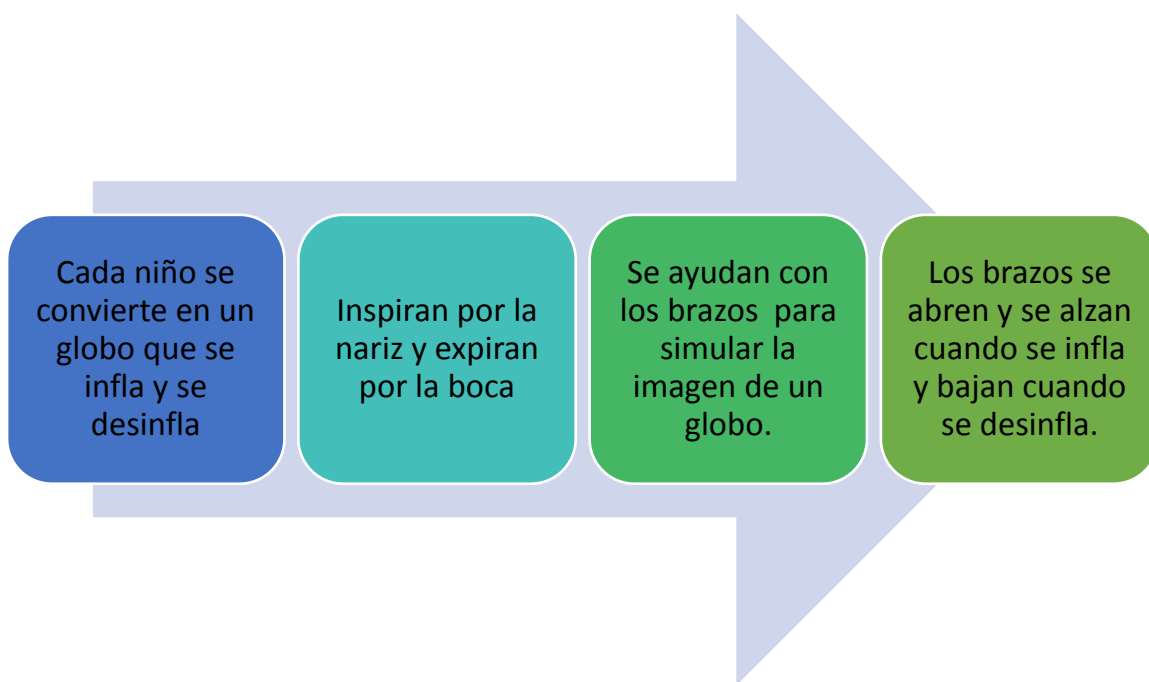 Cada niño se
convierte en un
globo que se
infla y se
desinfla
Inspiran por la
nariz y expiran
por la boca
Se ayudan con
los brazos  para
simular la
imagen de un
globo.
Los brazos se
abren y se alzan
cuando se infla
y bajan cuando
se desinfla.